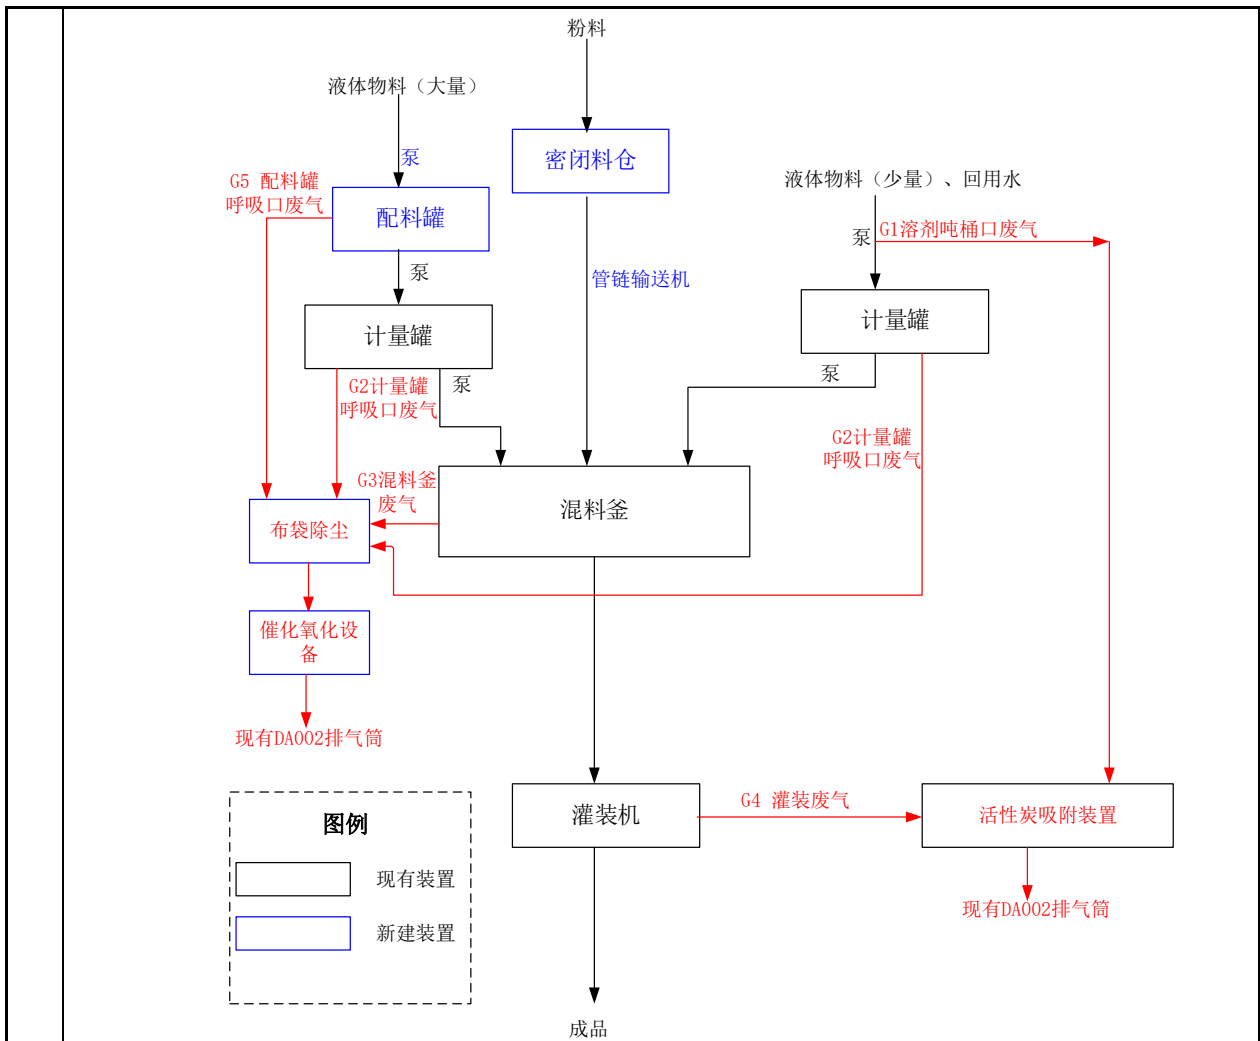 粉料
液体物料（大量）
泵
密闭料仓
G5 配料罐
呼吸口废气
液体物料（少量）、回用水
配料罐
泵
G1溶剂吨桶口废气
泵
管链输送机
计量罐
计量罐
G2计量罐
呼吸口废气
泵
泵
G2计量罐
呼吸口废气
G3混料釜
废气
混料釜
布袋除尘
催化氧化设
备
现有DA002排气筒
图例
现有装置
新建装置
灌装机
G4 灌装废气
活性炭吸附装置
现有DA002排气筒
成品